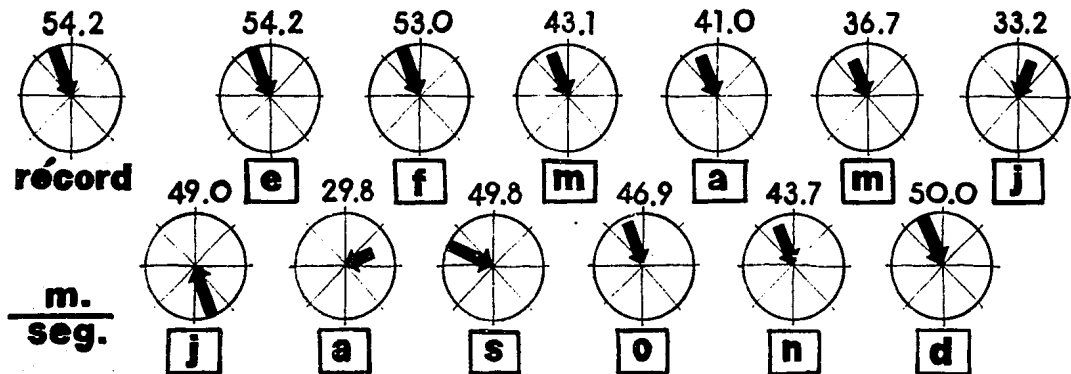 54.2 54.2 53.0 43.1 41.0 36.7 33.2
récord e f m a m j
49.0 29.8 49.8 46.9 43.7 50.0
m.
seg.
j a s o n d